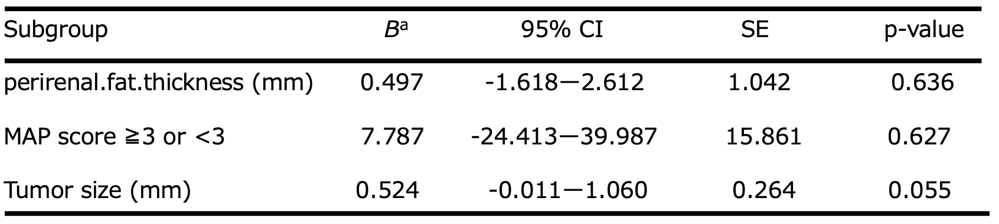 Subgroup Bᵃ 95% CI SE p-value
perirenal.fat.thickness (mm) 0.497 -1.618—2.612 1.042 0.636
MAP score ≧3 or <3 7.787 -24.413—39.987 15.861 0.627
Tumor size (mm) 0.524 -0.011—1.060 0.264 0.055